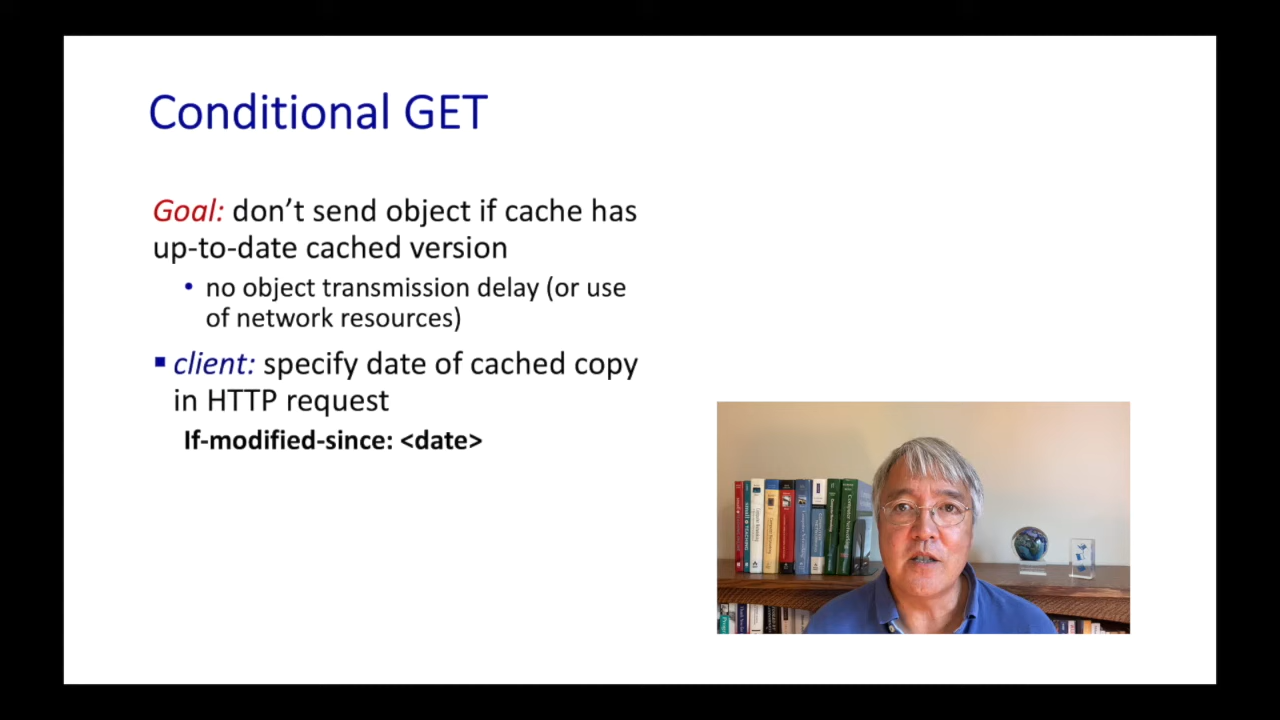 Conditional GET
Goal: don’t send object if cache has
up-to-date cached version
• no object transmission delay (or use
of network resources)
▪ client: specify date of cached copy
in HTTP request
If-modified-since: <date>